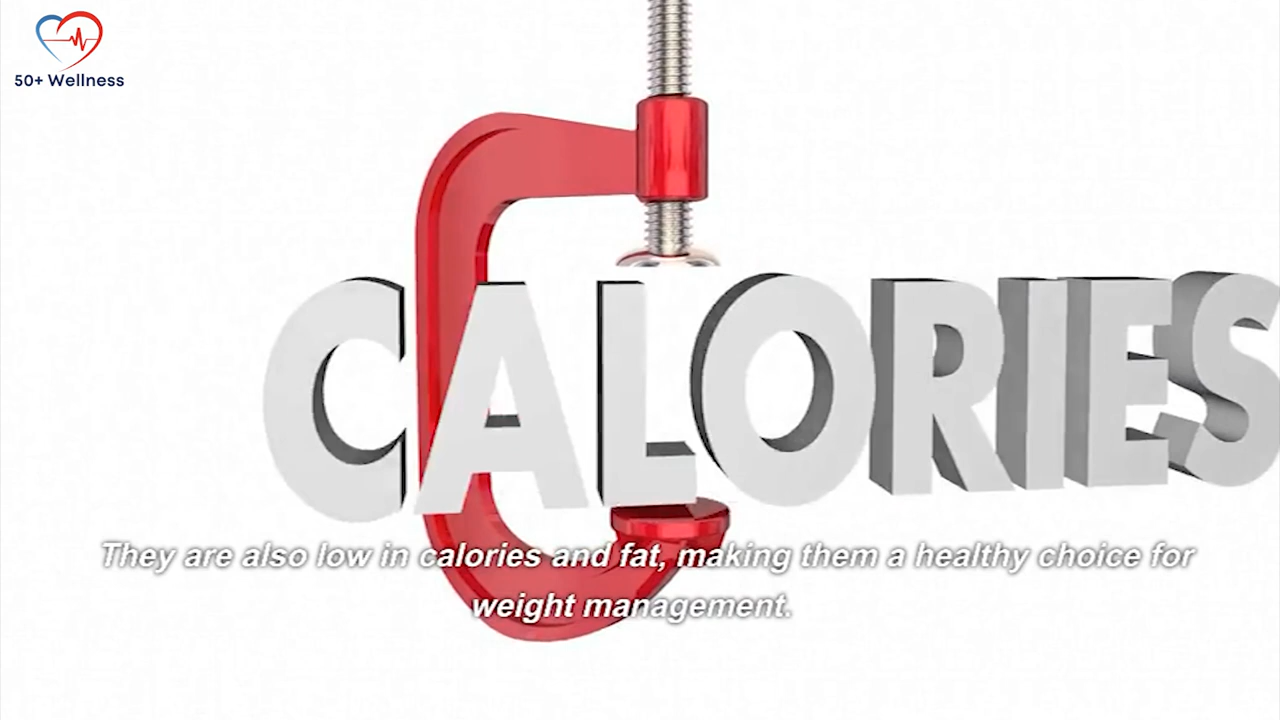 50+ Wellness
CALORIES
They are also low in calories and fat, making them a healthy choice for
weight management.